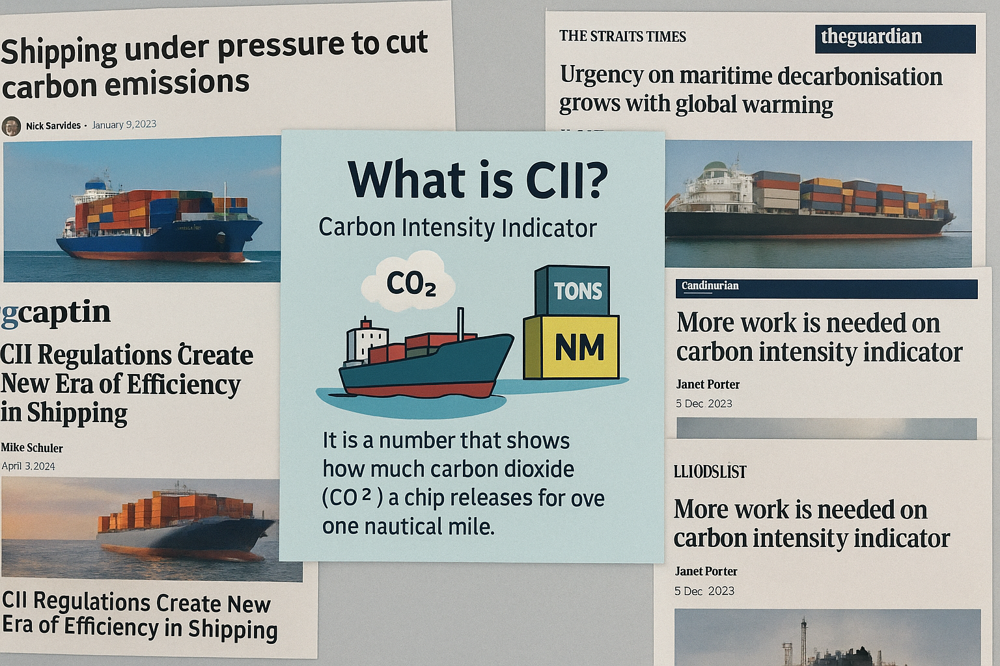 Shipping under pressure to cut
carbon emissions
Nick Sarvides · January 9,2023
gcaptin
CII Regulations Create
New Era of Efficiency
in Shipping
Mike Schuler
April 3.2024
CII Regulations Create New
Era of Efficiency in Shipping
What is CII?
Carbon Intensity Indicator
CO₂
TONS
NM
It is a number that shows
how much carbon dioxide
(CO²) a chip releases for ove
one nautical mile.
THE STRAITS TIMES
theguardian
Urgency on maritime decarbonisation
grows with global warming
Candinurian
More work is needed on
carbon intensity indicator
Janet Porter
5 Dec 2023
LLIODSLIST
More work is needed on
carbon intensity indicator
Janet Porter
5 Dec 2023